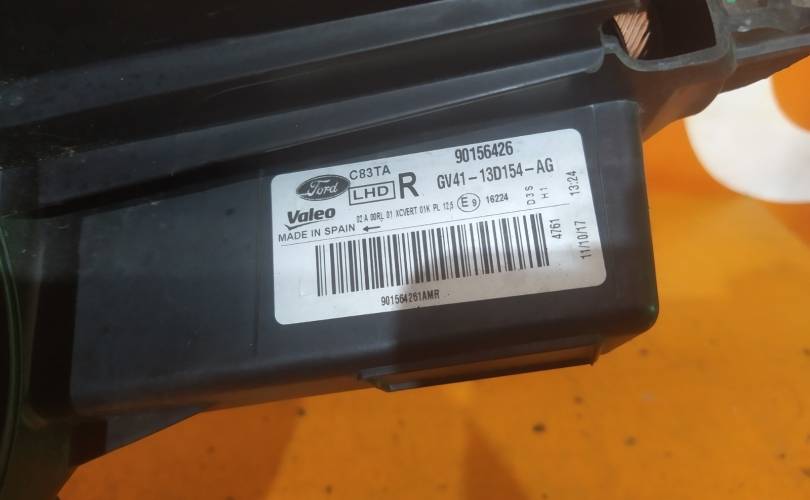 Ford C83TA LHD R 90156426
GV41-13D154-AG
Valeo 02 A 00RL 01 XCVERT 01K PL 12,5 E9 16224 D3S H1
MADE IN SPAIN
4761
11/10/17 13:24
901564261AMR